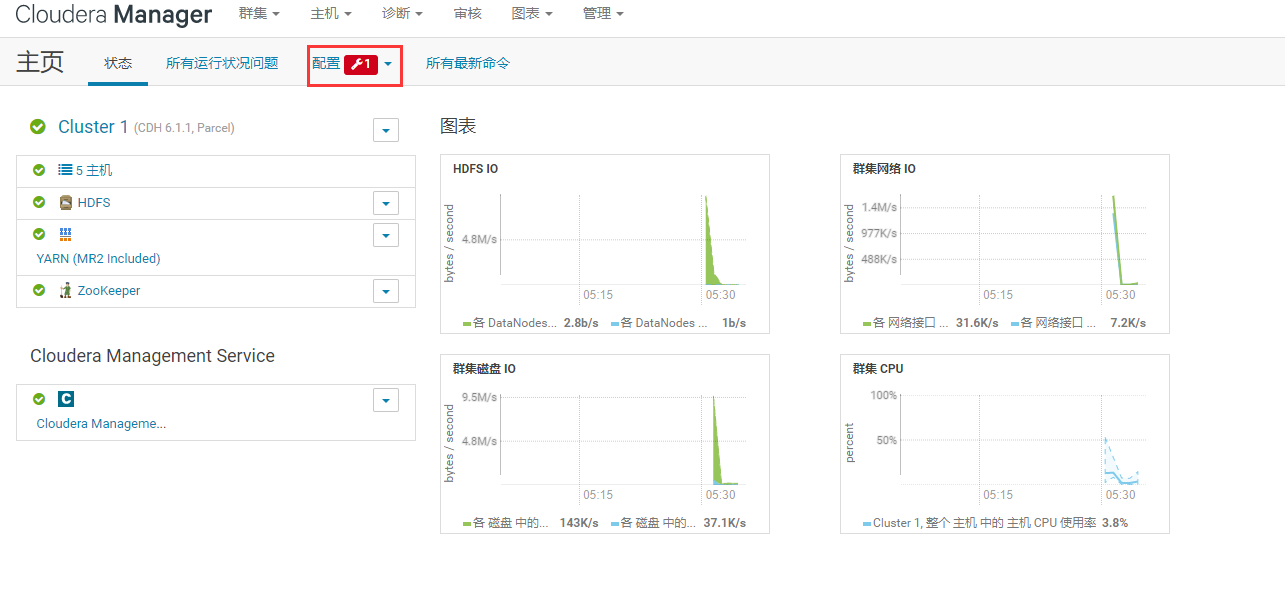 Cloudera Manager 群集 主机 诊断 审核 图表 管理
主页 状态 所有运行状况问题 配置 1 所有最新命令
Cluster 1 (CDH 6.1.1, Parcel)
5 主机
HDFS
YARN (MR2 Included)
ZooKeeper
Cloudera Management Service
C
Cloudera Manageme...
图表
HDFS IO
bytes / second
4.8M/s
05:15 05:30
各 DataNodes... 2.8b/s 各 DataNodes ... 1b/s
群集网络 IO
bytes / second
1.4M/s
977K/s
488K/s
05:15 05:30
各 网络接口 ... 31.6K/s 各 网络接口 ... 7.2K/s
群集磁盘 IO
bytes / second
9.5M/s
4.8M/s
05:15 05:30
各 磁盘 中的... 143K/s 各 磁盘 中的... 37.1K/s
群集 CPU
percent
100%
50%
05:15 05:30
Cluster 1, 整个 主机 中的 主机 CPU 使用率 3.8%